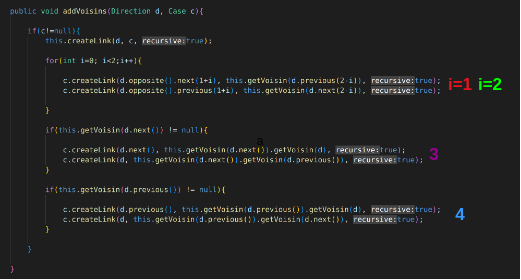 public void addVoisins(Direction d, Case c){
if(c!=null){
this.createLink(d, c, recursive:true);
for(int i=0; i<2;i++){
c.createLink(d.opposite().next(1+i), this.getVoisin(d.previous(2-i)), recursive:true); i=1 i=2
c.createLink(d.opposite().previous(1+i), this.getVoisin(d.next(2-i)), recursive:true);
}
a
if(this.getVoisin(d.next()) != null){
c.createLink(d.next(), this.getVoisin(d.next()).getVoisin(d), recursive:true);
c.createLink(d, this.getVoisin(d.next()).getVoisin(d.previous()), recursive:true); 3
}
if(this.getVoisin(d.previous()) != null){
c.createLink(d.previous(), this.getVoisin(d.previous()).getVoisin(d), recursive:true);
c.createLink(d, this.getVoisin(d.previous()).getVoisin(d.next()), recursive:true); 4
}
}
}